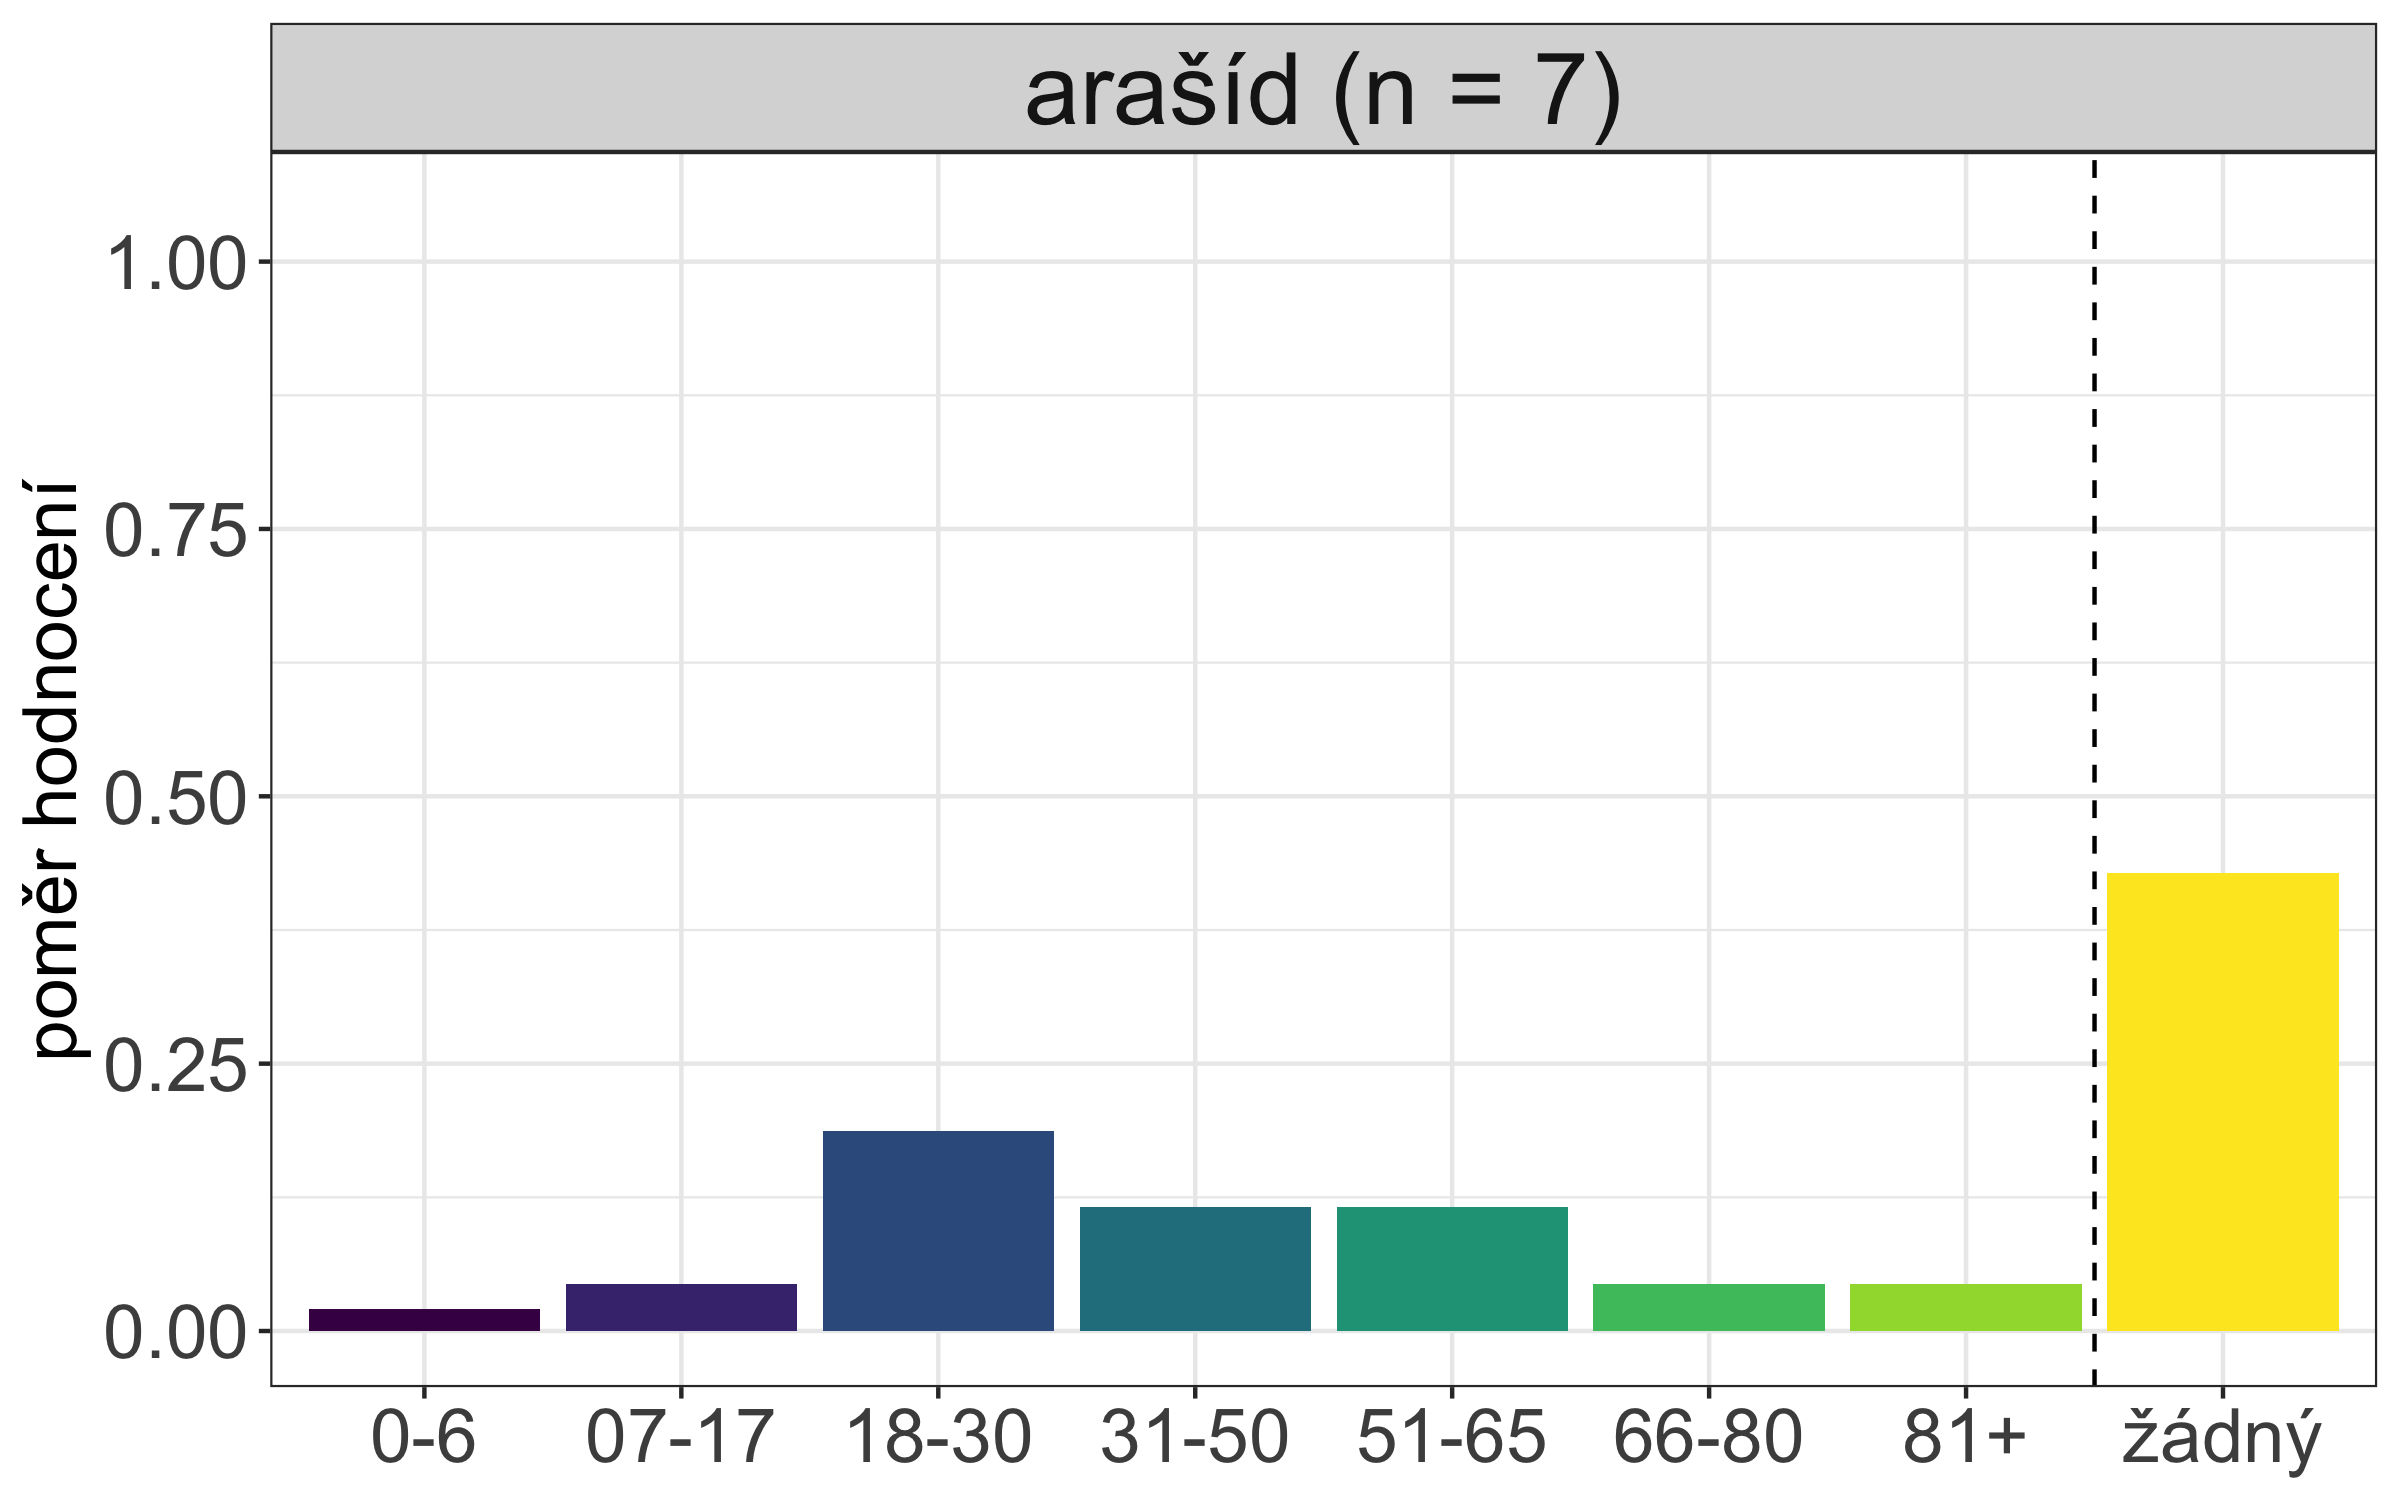 arašíd (n = 7)
poměr hodnocení
1.00
0.75
0.50
0.25
0.00
0-6 07-17 18-30 31-50 51-65 66-80 81+ žádný